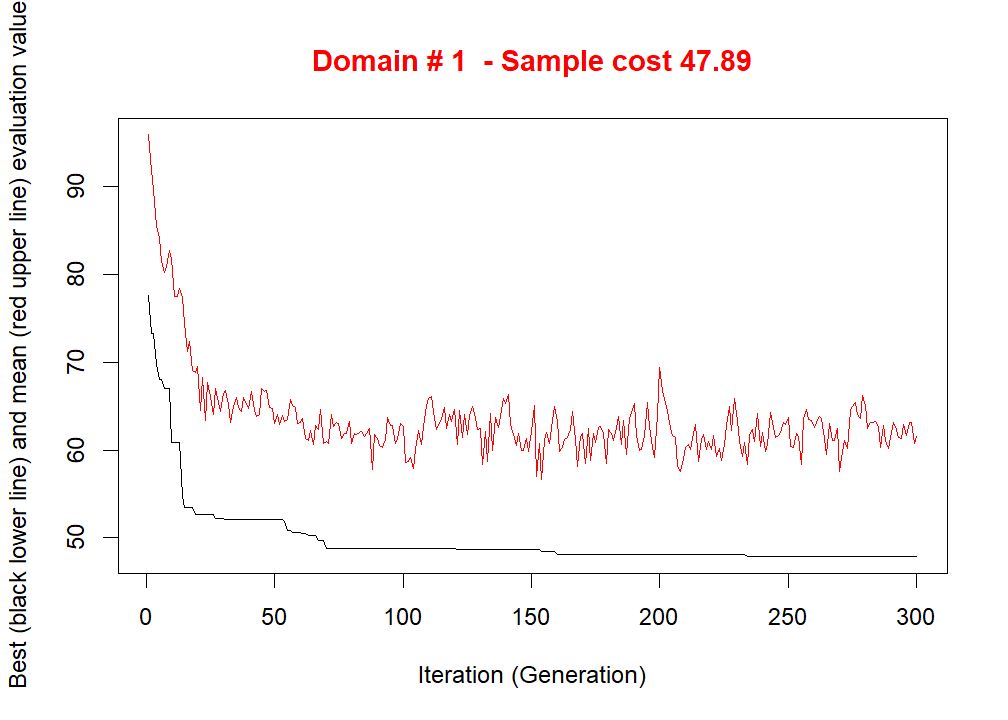 Domain # 1  - Sample cost 47.89
Best (black lower line) and mean (red upper line) evaluation value
90
80
70
60
50
0 50 100 150 200 250 300
Iteration (Generation)